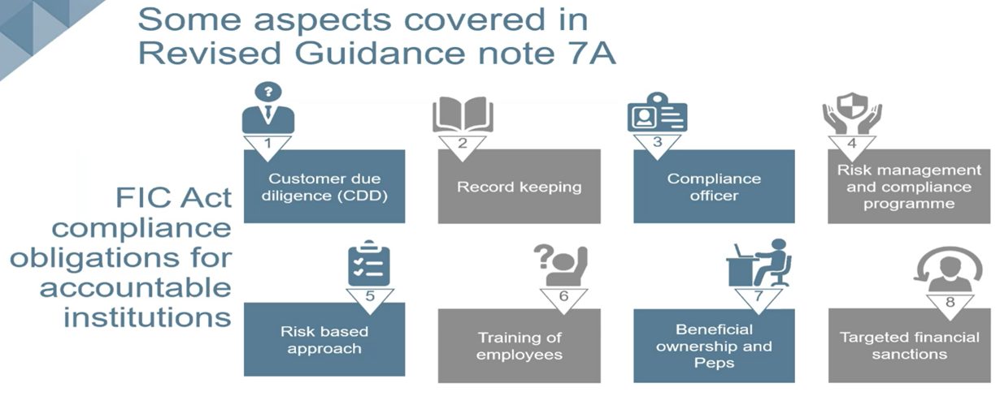 Some aspects covered in
Revised Guidance note 7A
FIC Act
compliance
obligations for
accountable
institutions
?
1
Customer due
diligence (CDD)
2
Record keeping
3
Compliance
officer
4
Risk management
and compliance
programme
5
Risk based
approach
?
6
Training of
employees
7
Beneficial
ownership and
Peps
8
Targeted financial
sanctions